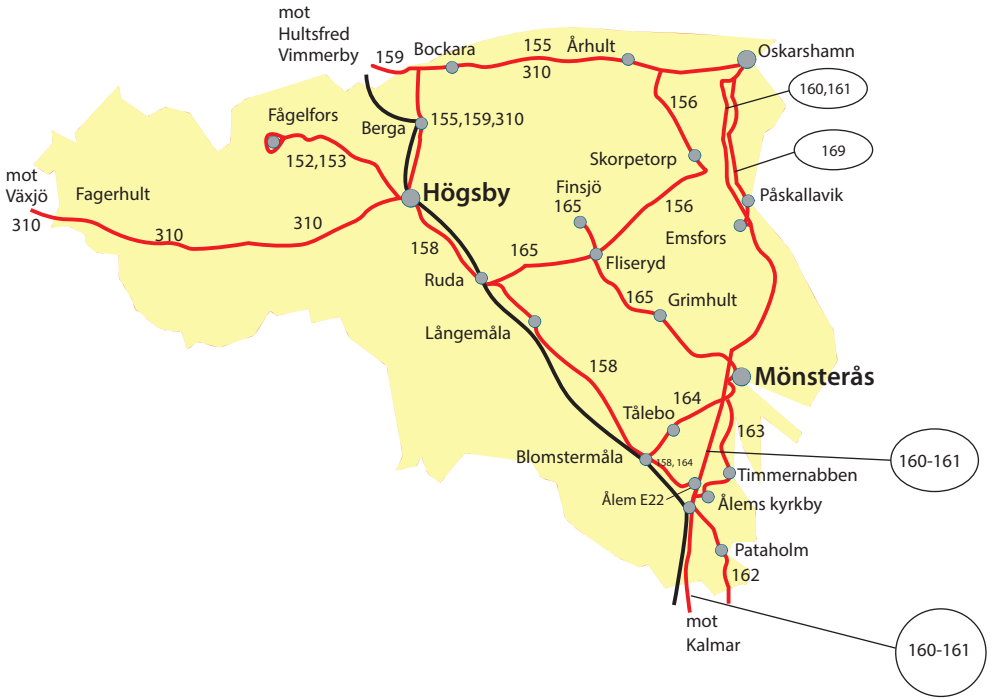 mot
Hultsfred
Vimmerby
159
Bockara
155
310
Århult
Oskarshamn
160,161
156
Fågelfors
Berga
155,159,310
152,153
Skorpetorp
169
mot
Växjö
310
Fagerhult
310
310
Högsby
Finsjö
165
156
Påskallavik
Emsfors
158
165
Fliseryd
Ruda
165
Grimhult
Långemåla
158
Mönsterås
164
Tålebo
163
Blomstermåla
158, 164
160-161
Timmernabben
Ålem E22
Ålems kyrkby
Pataholm
162
mot
Kalmar
160-161